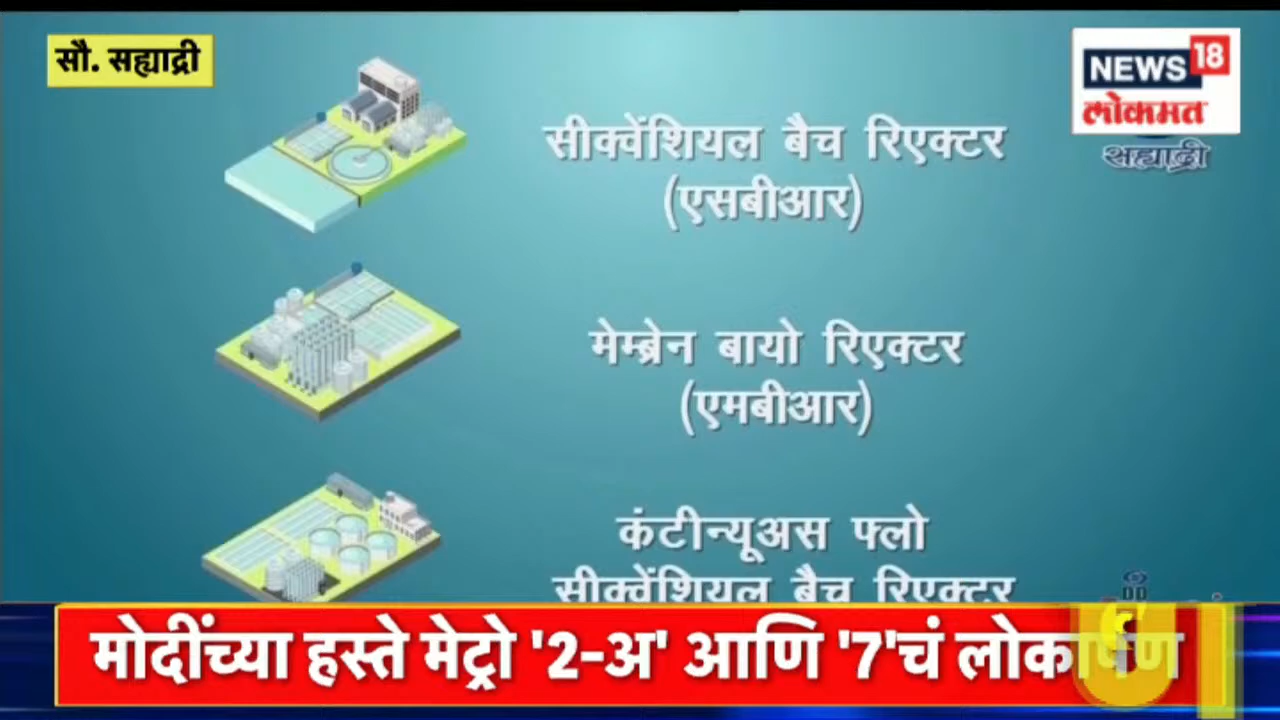 सौ. सह्याद्री
NEWS 18
लोकमत
सह्याद्री
सीक्वेंशियल बैच रिएक्टर
(एसबीआर)
मेम्ब्रेन बायो रिएक्टर
(एमबीआर)
कंटीन्यूअस फ्लो
सीक्वेंशियल बैच रिएक्टर
DD
मोदींच्या हस्ते मेट्रो '2-अ' आणि '7'चं लोकार्पण